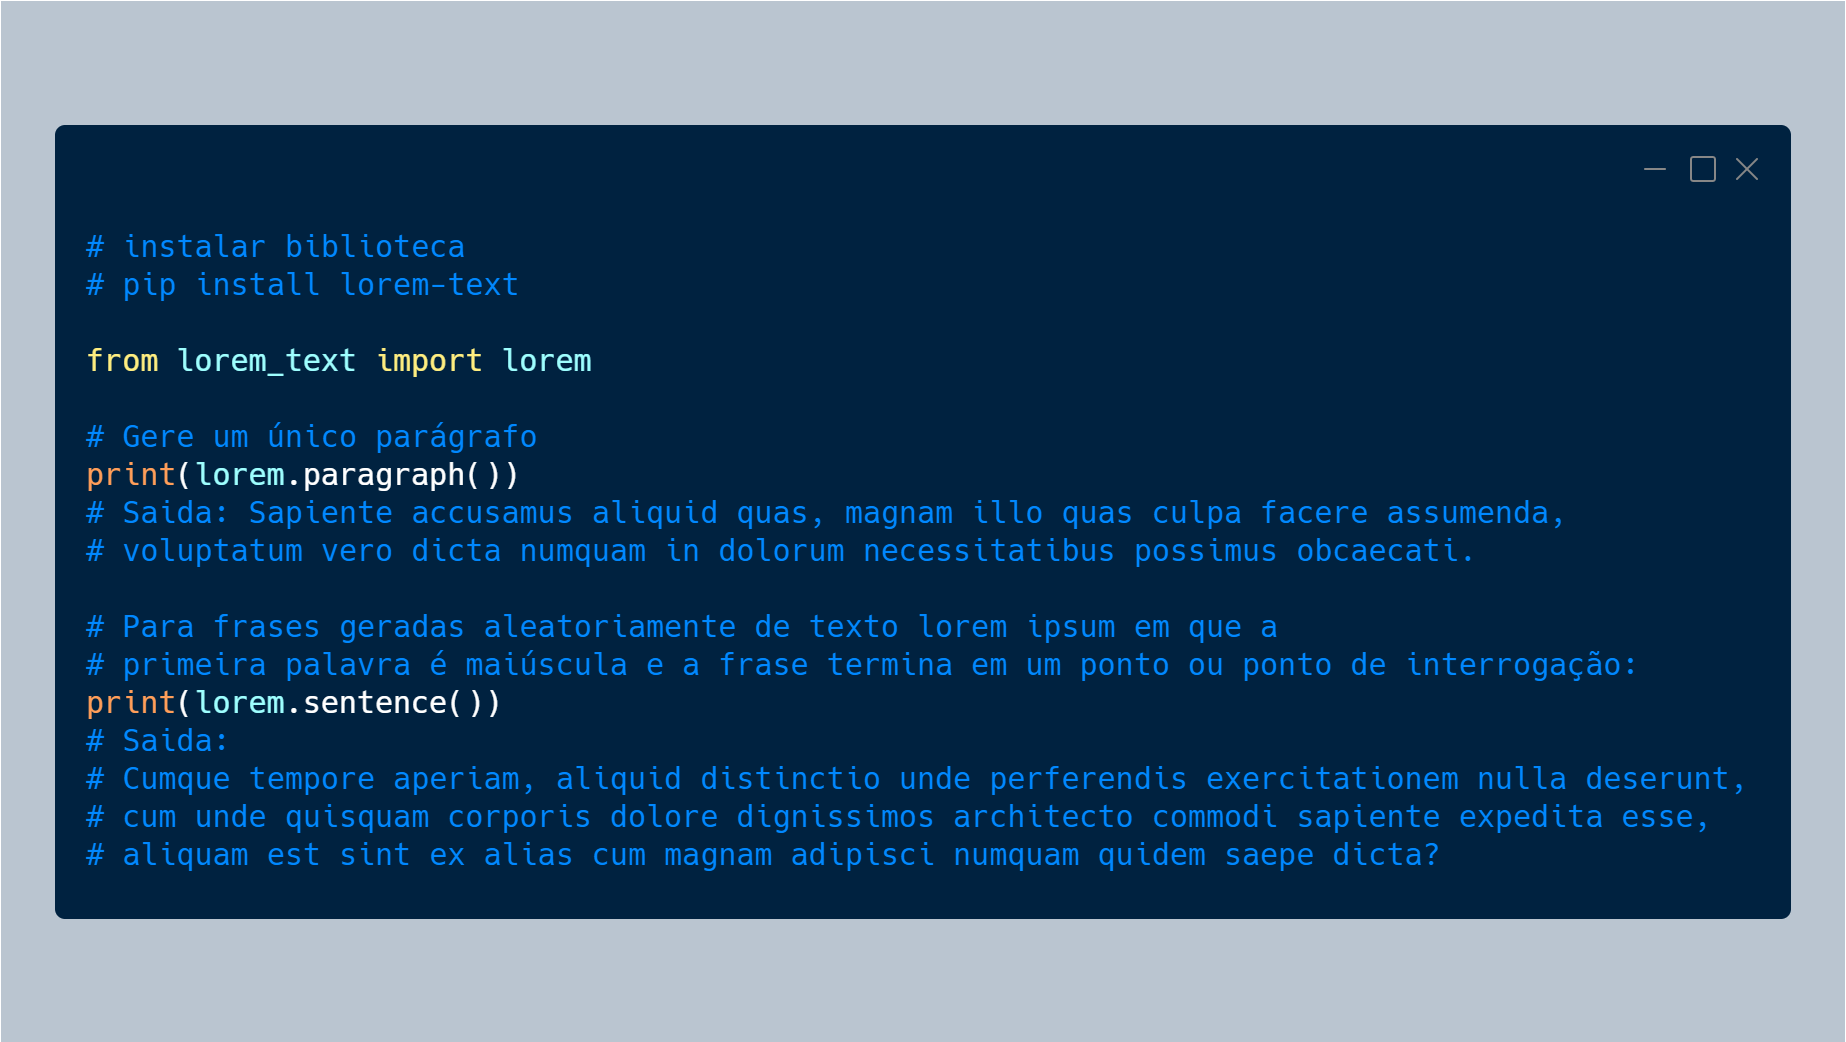 # instalar biblioteca
# pip install lorem-text
from lorem_text import lorem
# Gere um único parágrafo
print(lorem.paragraph())
# Saida: Sapiente accusamus aliquid quas, magnam illo quas culpa facere assumenda,
# voluptatum vero dicta numquam in dolorum necessitatibus possimus obcaecati.
# Para frases geradas aleatoriamente de texto lorem ipsum em que a
# primeira palavra é maiúscula e a frase termina em um ponto ou ponto de interrogação:
print(lorem.sentence())
# Saida:
# Cumque tempore aperiam, aliquid distinctio unde perferendis exercitationem nulla deserunt,
# cum unde quisquam corporis dolore dignissimos architecto commodi sapiente expedita esse,
# aliquam est sint ex alias cum magnam adipisci numquam quidem saepe dicta?